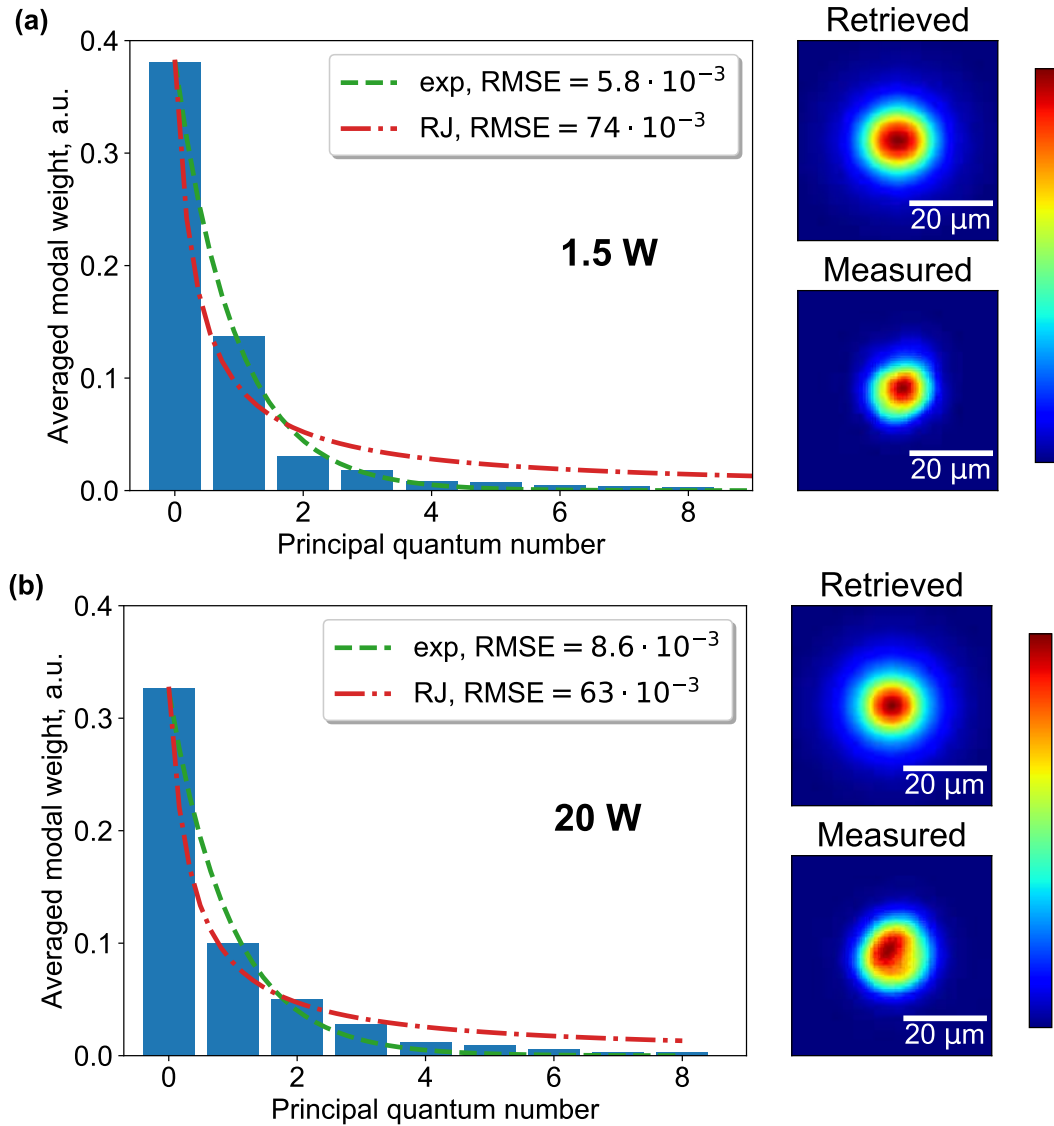 (a)
0.4
0.3
0.2
0.1
0.0
Averaged modal weight, a.u.
exp, RMSE = 5.8 · 10⁻³
RJ, RMSE = 74 · 10⁻³
1.5 W
0 2 4 6 8
Principal quantum number
Retrieved
20 μm
Measured
20 μm
(b)
0.4
0.3
0.2
0.1
0.0
Averaged modal weight, a.u.
exp, RMSE = 8.6 · 10⁻³
RJ, RMSE = 63 · 10⁻³
20 W
0 2 4 6 8
Principal quantum number
Retrieved
20 μm
Measured
20 μm